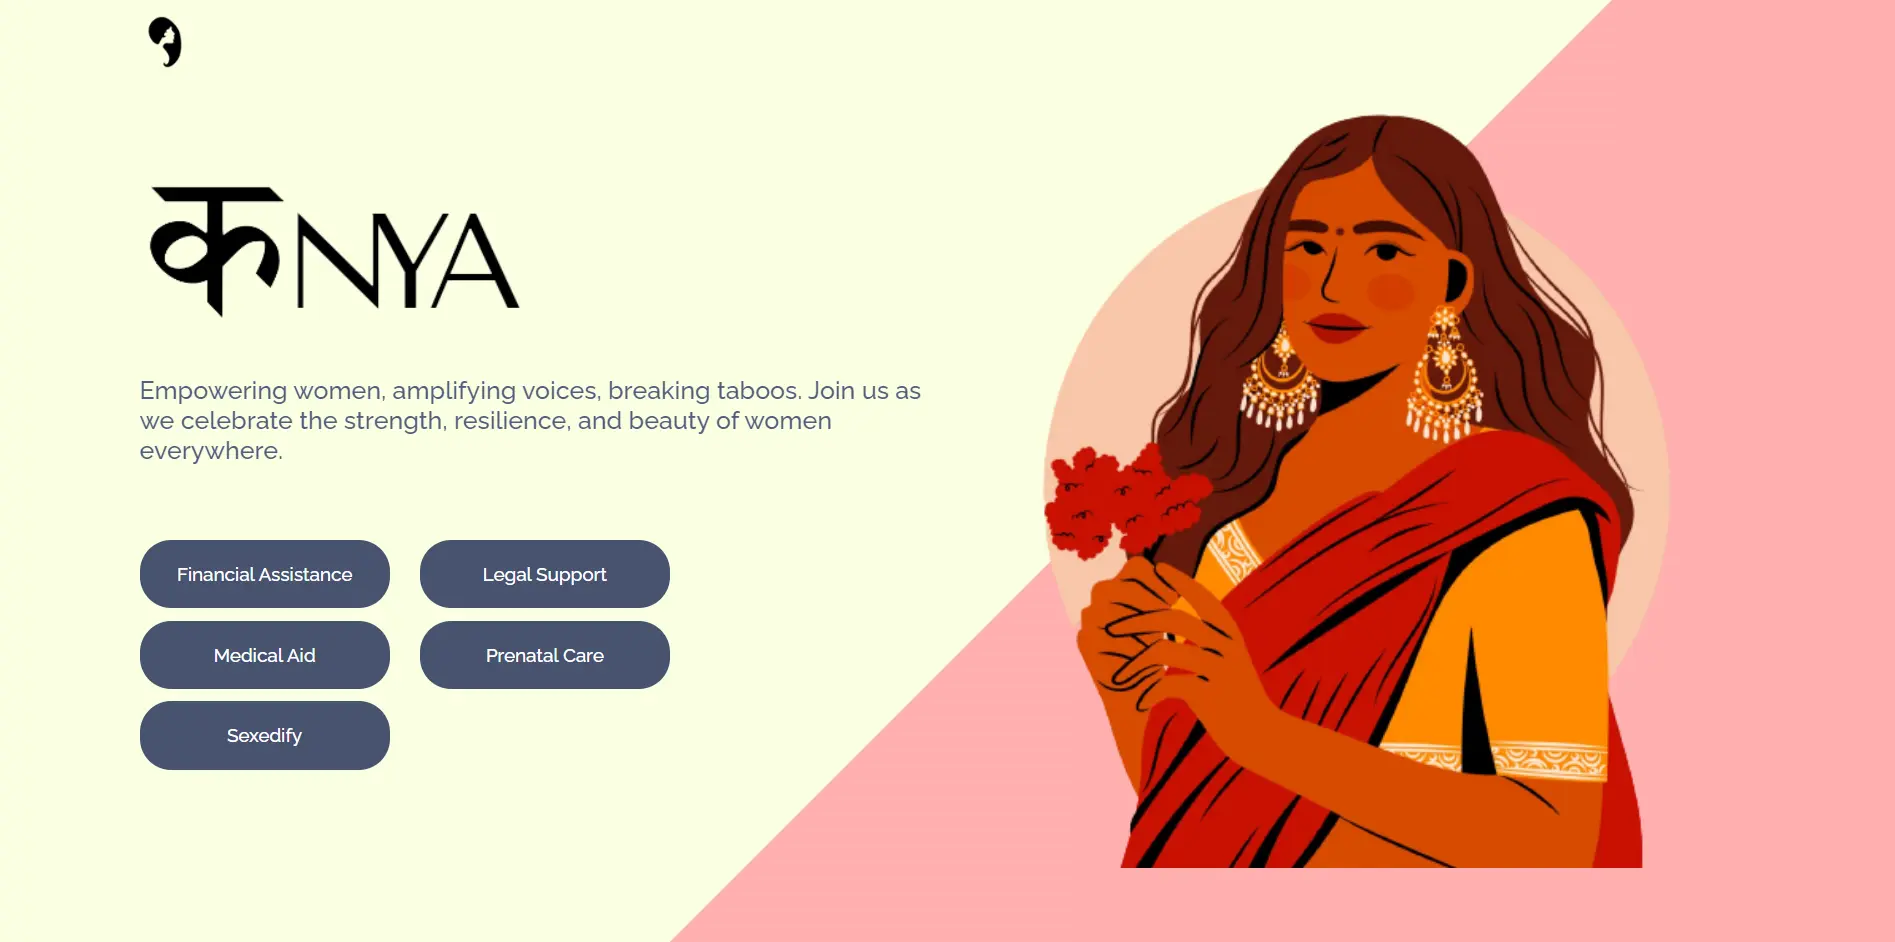 कNYA
Empowering women, amplifying voices, breaking taboos. Join us as
we celebrate the strength, resilience, and beauty of women
everywhere.
Financial Assistance
Legal Support
Medical Aid
Prenatal Care
Sexedify